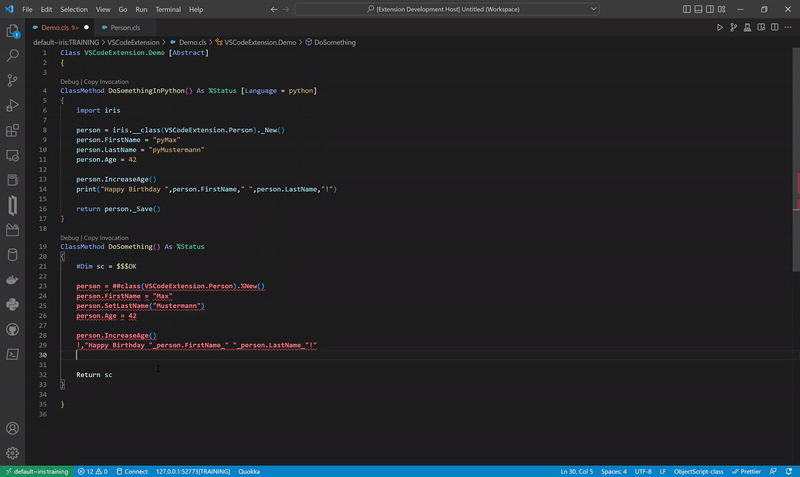 File Edit Selection View Go Run Terminal Help
[Extension Development Host] Untitled (Workspace)
Demo.cls 9+ Person.cls
default~iris:TRAINING > VSCodeExtension > Demo.cls > VSCodeExtension.Demo > DoSomething
1 Class VSCodeExtension.Demo [Abstract]
2 {
3
Debug | Copy Invocation
4 ClassMethod DoSomethingInPython() As %Status [Language = python]
5 {
6 import iris
7
8 person = iris.__class(VSCodeExtension.Person)._New()
9 person.FirstName = "pyMax"
10 person.LastName = "pyMustermann"
11 person.Age = 42
12
13 person.IncreaseAge()
14 print("Happy Birthday ",person.FirstName," ",person.LastName,"!")
15
16 return person._Save()
17 }
18
Debug | Copy Invocation
19 ClassMethod DoSomething() As %Status
20 {
21 #Dim sc = $$$OK
22
23 person = ##class(VSCodeExtension.Person).%New()
24 person.FirstName = "Max"
25 person.SetLastName("Mustermann")
26 person.Age = 42
27
28 person.IncreaseAge()
29 !,"Happy Birthday "_person.FirstName_" "_person.LastName_"!"
30
31
32 Return sc
33 }
34
35 }
36
default~iris:training 12 0 Connect 127.0.0.1:52773[TRAINING] Quokka Ln 30, Col 5 Spaces: 4 UTF-8 LF ObjectScript-class Prettier